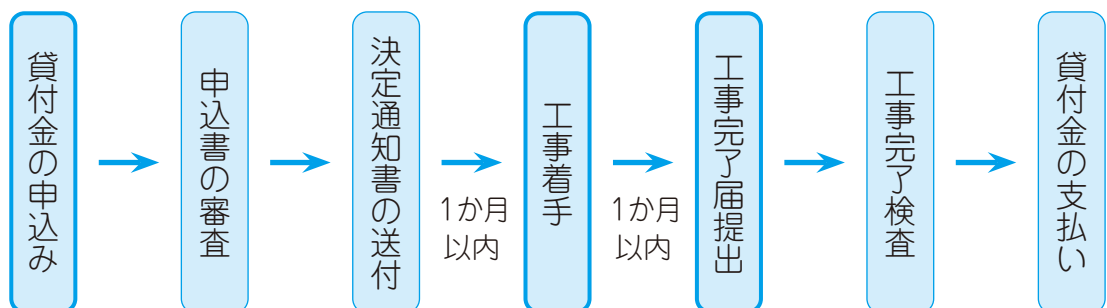 貸付金の申込み
申込書の審査
決定通知書の送付
1か月
以内
工事着手
1か月
以内
工事完了届提出
工事完了検査
貸付金の支払い